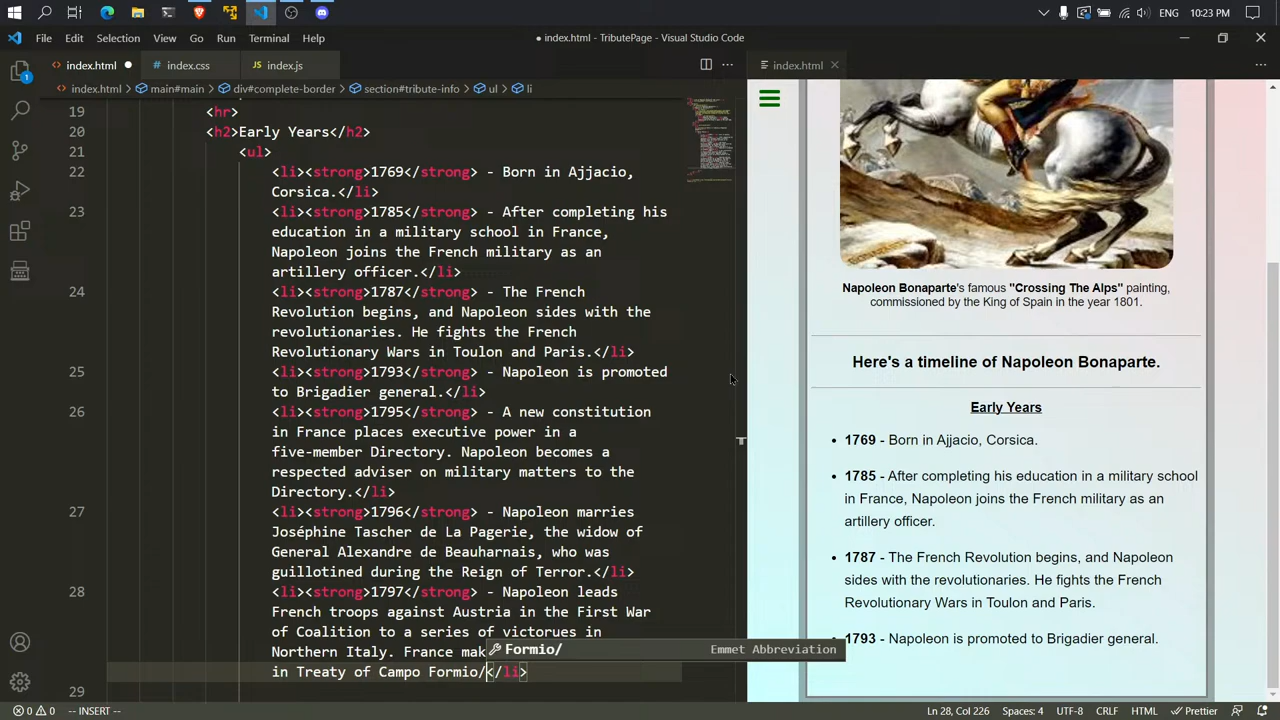 ENG 10:23 PM
File Edit Selection View Go Run Terminal Help ● index.html - TributePage - Visual Studio Code
index.html ● # index.css JS index.js ··· index.html ···
index.html > main#main > div#complete-border > section#tribute-info > ul > li
19 <hr>
20 <h2>Early Years</h2>
21 <ul>
22 <li><strong>1769</strong> - Born in Ajjacio,
Corsica.</li>
23 <li><strong>1785</strong> - After completing his
education in a military school in France,
Napoleon joins the French military as an
artillery officer.</li>
24 <li><strong>1787</strong> - The French
Revolution begins, and Napoleon sides with the
revolutionaries. He fights the French
Revolutionary Wars in Toulon and Paris.</li>
25 <li><strong>1793</strong> - Napoleon is promoted
to Brigadier general.</li>
26 <li><strong>1795</strong> - A new constitution
in France places executive power in a
five-member Directory. Napoleon becomes a
respected adviser on military matters to the
Directory.</li>
27 <li><strong>1796</strong> - Napoleon marries
Joséphine Tascher de La Pagerie, the widow of
General Alexandre de Beauharnais, who was
guillotined during the Reign of Terror.</li>
28 <li><strong>1797</strong> - Napoleon leads
French troops against Austria in the First War
of Coalition to a series of victorues in
Northern Italy. France mak
Formio/ Emmet Abbreviation
in Treaty of Campo Formio/</li>
29
1
Napoleon Bonaparte's famous "Crossing The Alps" painting,
commissioned by the King of Spain in the year 1801.
Here's a timeline of Napoleon Bonaparte.
Early Years
• 1769 - Born in Ajjacio, Corsica.
• 1785 - After completing his education in a military school
in France, Napoleon joins the French military as an
artillery officer.
• 1787 - The French Revolution begins, and Napoleon
sides with the revolutionaries. He fights the French
Revolutionary Wars in Toulon and Paris.
1793 - Napoleon is promoted to Brigadier general.
0 0 -- INSERT -- Ln 28, Col 226 Spaces: 4 UTF-8 CRLF HTML Prettier